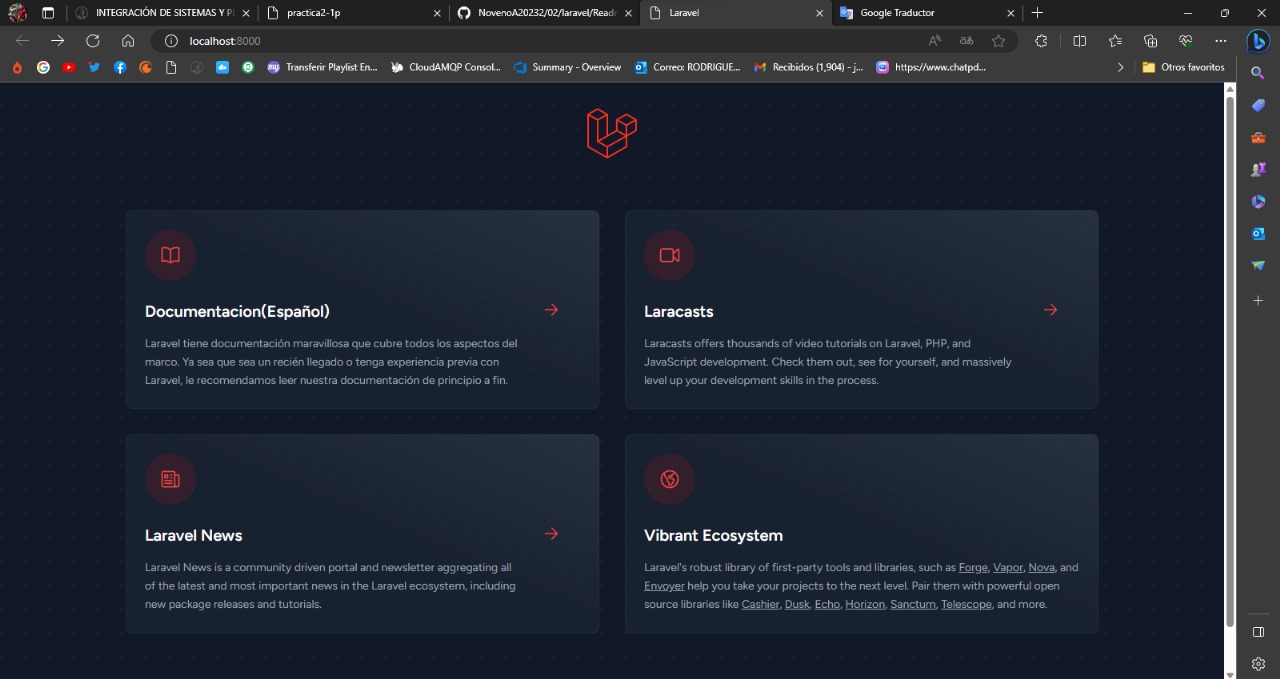 INTEGRACIÓN DE SISTEMAS Y PI
practica2-1p
NovenoA20232/02/laravel/Readm
Laravel
Google Traductor
localhost:8000
Transferir Playlist En...
CloudAMQP Consol...
Summary - Overview
Correo: RODRIGUE...
Recibidos (1,904) - j...
https://www.chatpd...
Otros favoritos
Documentacion(Español)
Laravel tiene documentación maravillosa que cubre todos los aspectos del
marco. Ya sea que sea un recién llegado o tenga experiencia previa con
Laravel, le recomendamos leer nuestra documentación de principio a fin.
Laracasts
Laracasts offers thousands of video tutorials on Laravel, PHP, and
JavaScript development. Check them out, see for yourself, and massively
level up your development skills in the process.
Laravel News
Laravel News is a community driven portal and newsletter aggregating all
of the latest and most important news in the Laravel ecosystem, including
new package releases and tutorials.
Vibrant Ecosystem
Laravel's robust library of first-party tools and libraries, such as Forge, Vapor, Nova, and
Envoyer help you take your projects to the next level. Pair them with powerful open
source libraries like Cashier, Dusk, Echo, Horizon, Sanctum, Telescope, and more.